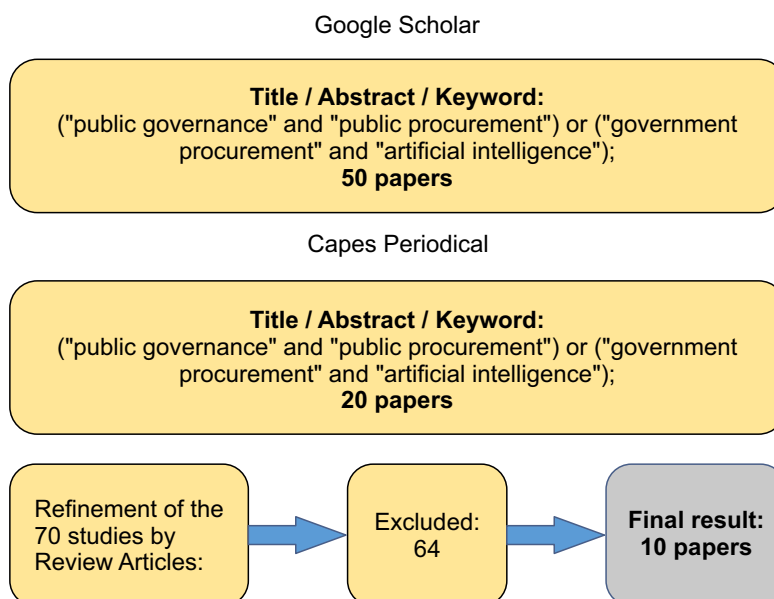 Google Scholar
Title / Abstract / Keyword:
("public governance" and "public procurement") or ("government
procurement" and "artificial intelligence");
50 papers
Capes Periodical
Title / Abstract / Keyword:
("public governance" and "public procurement") or ("government
procurement" and "artificial intelligence");
20 papers
Refinement of the
70 studies by
Review Articles:
Excluded:
64
Final result:
10 papers